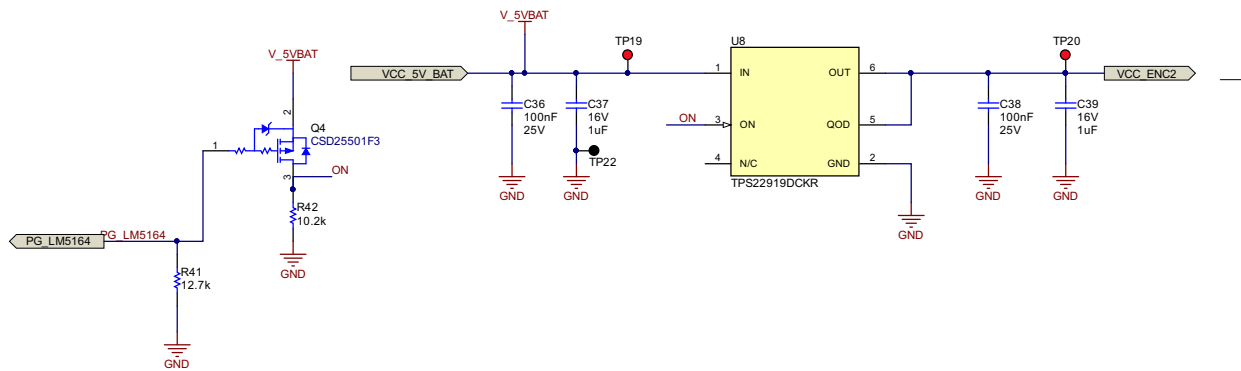 V_5VBAT
2
Q4
CSD25501F3
1
3
ON
R42
10.2k
GND
PG_LM5164
PG_LM5164
R41
12.7k
GND
V_5VBAT
VCC_5V_BAT
TP19
C36
100nF
25V
C37
16V
1uF
TP22
GND
GND
U8
1
IN
OUT
6
ON
3
ON
QOD
5
4
N/C
GND
2
TPS22919DCKR
GND
TP20
VCC_ENC2
C38
100nF
25V
C39
16V
1uF
GND
GND